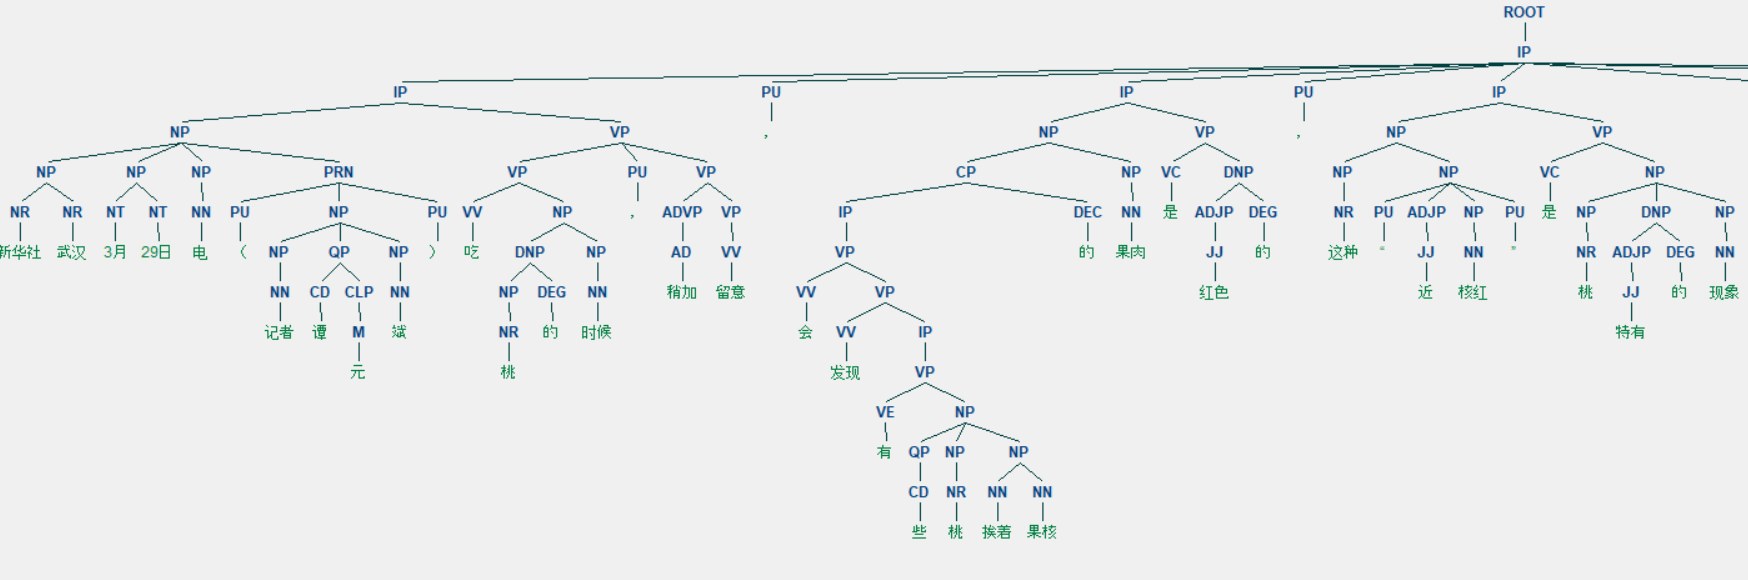 ROOT
IP
IP PU IP PU IP
NP VP , NP VP , NP VP
NP NP NP PRN VP PU VP CP NP VC DNP NP NP VC NP
NR NR NT NT NN PU NP PU VV NP , ADVP VP IP DEC NN 是 ADJP DEG NR PU ADJP NP PU 是 NP DNP NP
新华社 武汉 3月 29日 电 ( NP QP NP ) 吃 DNP NP AD VV VP 的 果肉 JJ 的 这种 “ JJ NN ” NR ADJP DEG NN
NN CD CLP NN NP DEG NN 稍加 留意 VV VP 红色 近 核红 桃 JJ 的 现象
记者 谭 M 斌 NR 的 时候 会 VV IP 特有
元 桃 发现 VP
VE NP
有 QP NP NP
CD NR NN NN
些 桃 挨着 果核